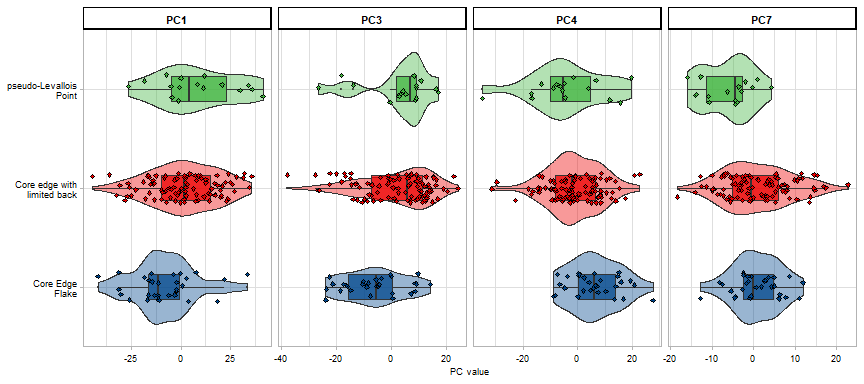 PC1 PC3 PC4 PC7
pseudo-Levallois
Point
Core edge with
limited back
Core Edge
Flake
-25 0 25 -40 -20 0 20 -20 0 20 -20 -10 0 10 20
PC value